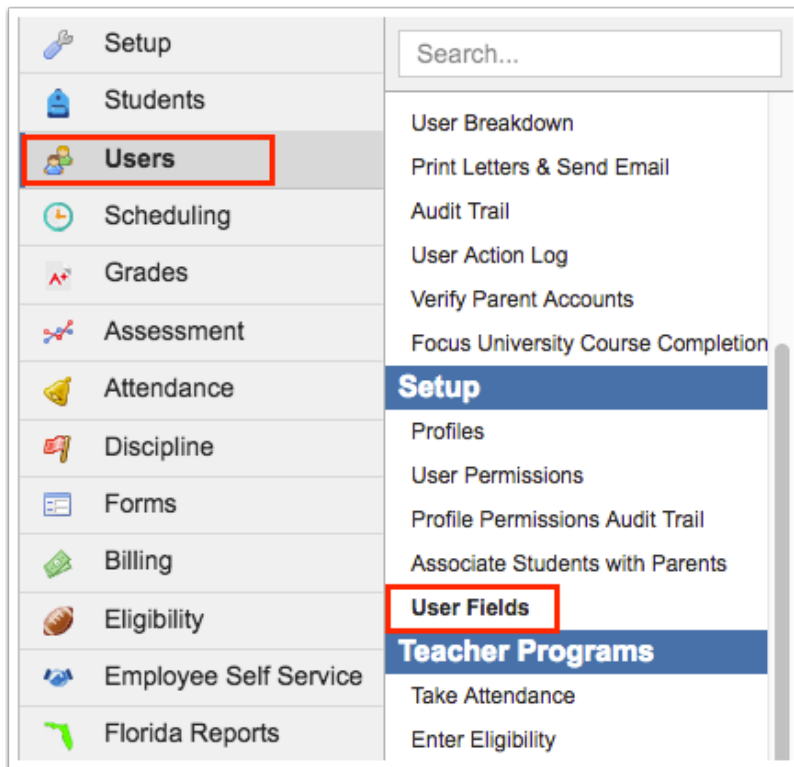 Setup
Students
Users
Scheduling
A+
Grades
Assessment
Attendance
Discipline
Forms
Billing
Eligibility
Employee Self Service
Florida Reports
Search...
User Breakdown
Print Letters & Send Email
Audit Trail
User Action Log
Verify Parent Accounts
Focus University Course Completion
Setup
Profiles
User Permissions
Profile Permissions Audit Trail
Associate Students with Parents
User Fields
Teacher Programs
Take Attendance
Enter Eligibility